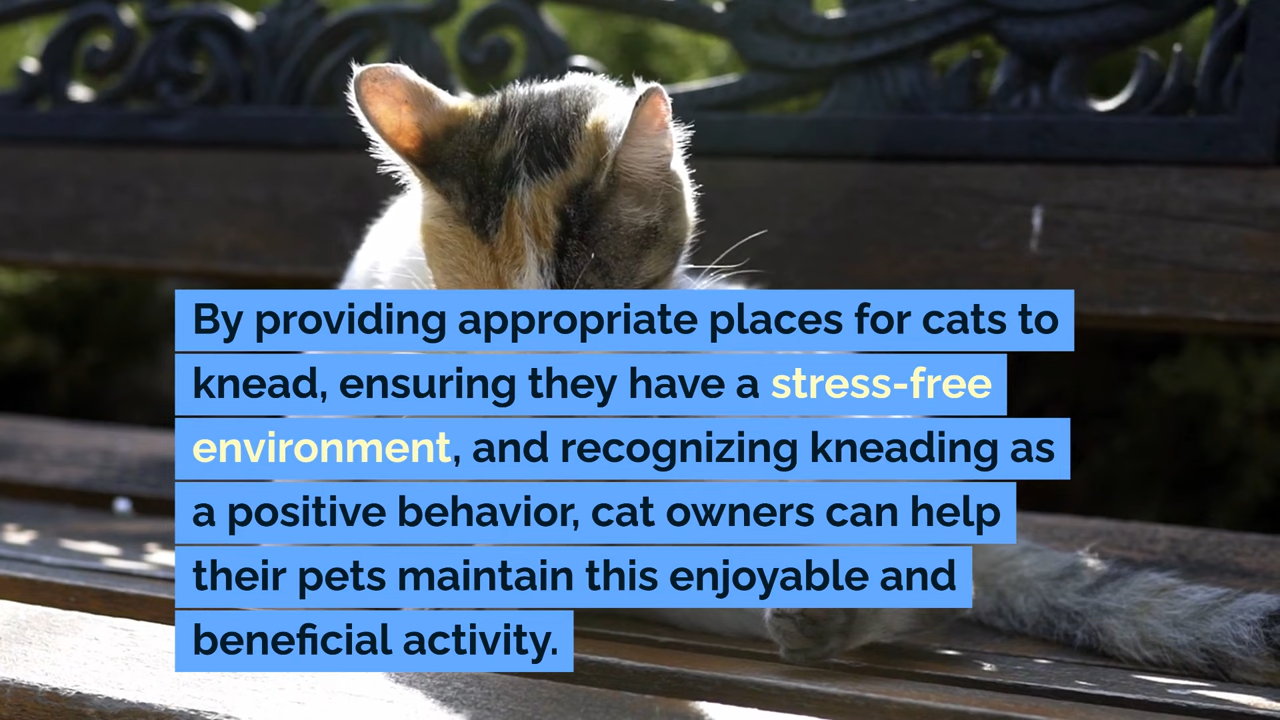 By providing appropriate places for cats to
knead, ensuring they have a stress-free
environment, and recognizing kneading as
a positive behavior, cat owners can help
their pets maintain this enjoyable and
beneficial activity.